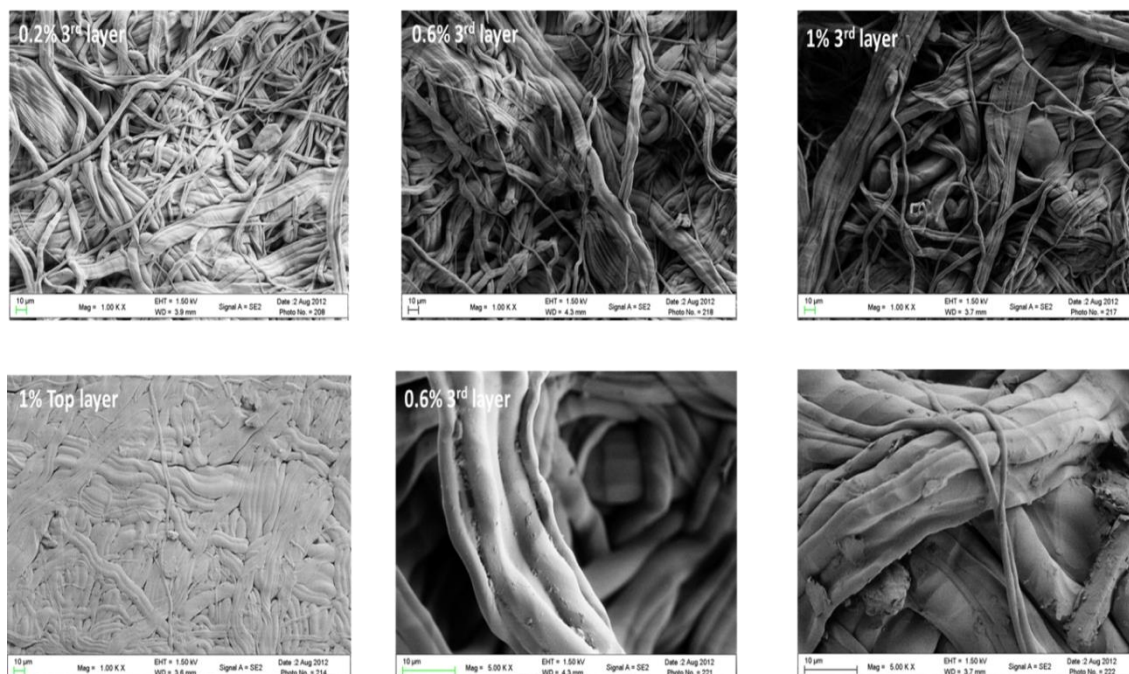 0.2% 3rd layer
10 µm Mag = 1.00 K X EHT = 1.50 kV WD = 3.9 mm Signal A = SE2 Date :2 Aug 2012 Photo No. = 208
0.6% 3rd layer
10 µm Mag = 1.00 K X EHT = 1.50 kV WD = 4.3 mm Signal A = SE2 Date :2 Aug 2012 Photo No. = 218
1% 3rd layer
10 µm Mag = 1.00 K X EHT = 1.50 kV WD = 3.7 mm Signal A = SE2 Date :2 Aug 2012 Photo No. = 217
1% Top layer
10 µm Mag = 1.00 K X EHT = 1.50 kV WD = 3.8 mm Signal A = SE2 Date :2 Aug 2012 Photo No. = 214
0.6% 3rd layer
10 µm Mag = 5.00 K X EHT = 1.50 kV WD = 4.3 mm Signal A = SE2 Date :2 Aug 2012 Photo No. = 221
10 µm Mag = 5.00 K X EHT = 1.50 kV WD = 3.7 mm Signal A = SE2 Date :2 Aug 2012 Photo No. = 222